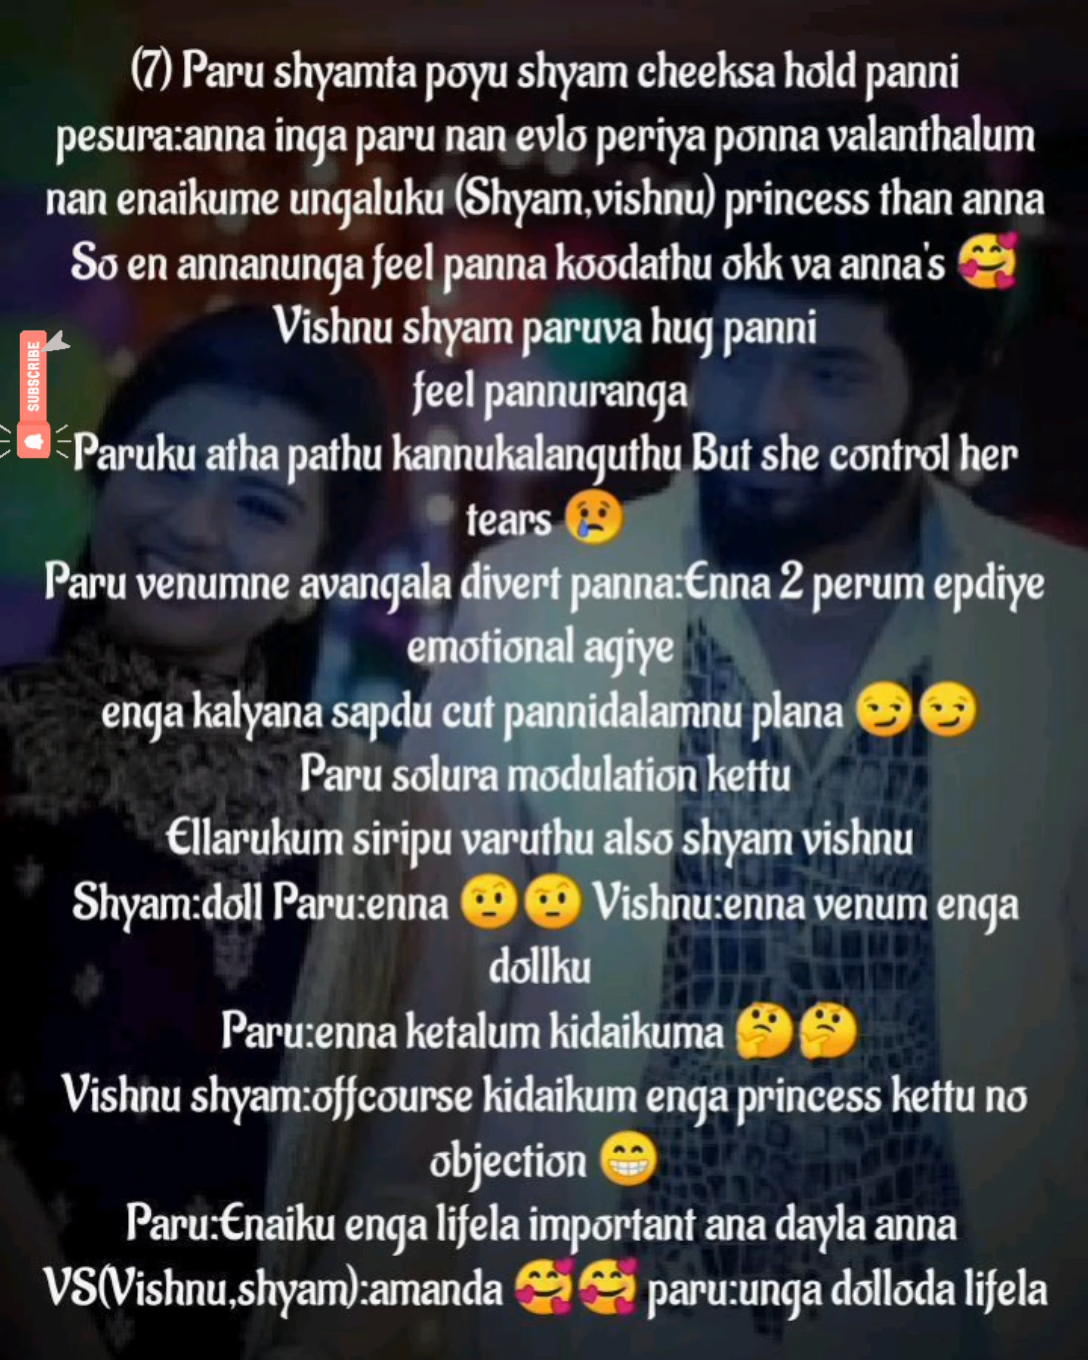 (7) Paru shyamta poyu shyam cheeksa hold panni
pesura:anna inga paru nan evlo periya ponna valanthalum
nan enaikume ungaluku (Shyam,vishnu) princess than anna
So en annanunga feel panna koodathu okk va anna's 🥰
Vishnu shyam paruva hug panni
feel pannuranga
SUBSCRIBE
Paruku atha pathu kannukalanguthu But she control her
tears 😢
Paru venumne avangala divert panna:Enna 2 perum epdiye
emotional agiye
enga kalyana sapdu cut pannidalamnu plana 😏😏
Paru solura modulation kettu
Ellarukum siripu varuthu also shyam vishnu
Shyam:doll Paru:enna 🤨🤨 Vishnu:enna venum enga
dollku
Paru:enna ketalum kidaikuma 🤔🤔
Vishnu shyam:offcourse kidaikum enga princess kettu no
objection 😁
Paru:Enaiku enga lifela important ana dayla anna
VS(Vishnu,shyam):amanda 🥰🥰 paru:unga dolloda lifela